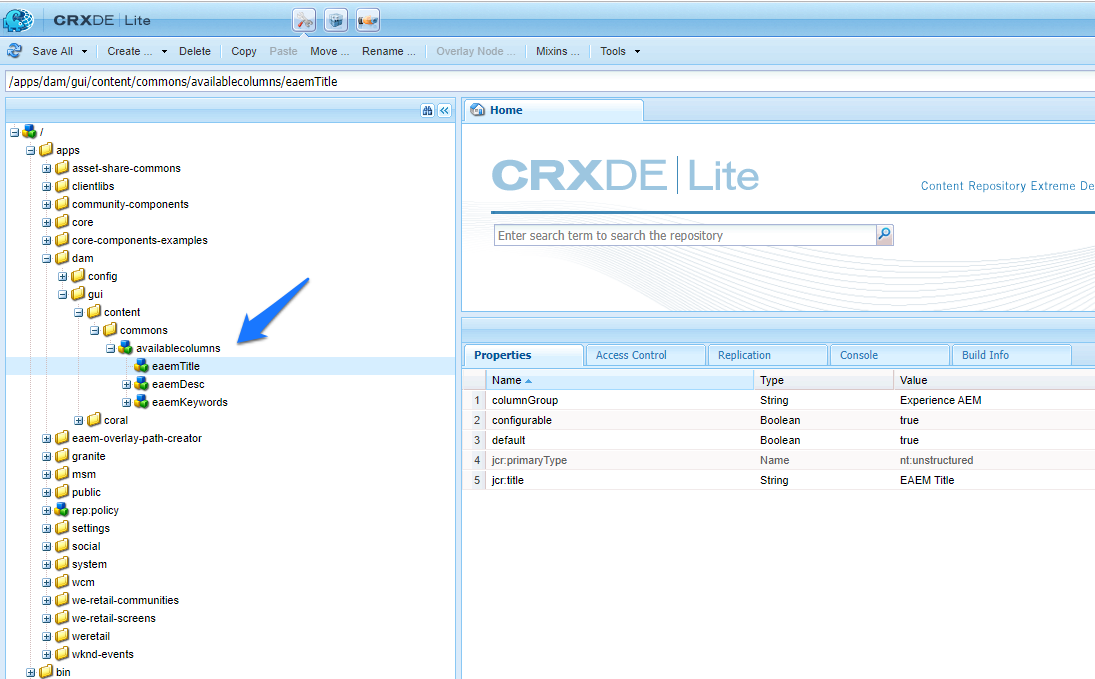 CRXDE | Lite
Save All Create ... Delete Copy Paste Move ... Rename ... Overlay Node ... Mixins ... Tools
/apps/dam/gui/content/commons/availablecolumns/eaemTitle
/
apps
asset-share-commons
clientlibs
community-components
core
core-components-examples
dam
config
gui
content
commons
availablecolumns
eaemTitle
eaemDesc
eaemKeywords
coral
eaem-overlay-path-creator
granite
msm
public
rep:policy
settings
social
system
wcm
we-retail-communities
we-retail-screens
weretail
wknd-events
bin
Home
CRXDE | Lite
Content Repository Extreme De
Enter search term to search the repository
Properties Access Control Replication Console Build Info
Name Type Value
1 columnGroup String Experience AEM
2 configurable Boolean true
3 default Boolean true
4 jcr:primaryType Name nt:unstructured
5 jcr:title String EAEM Title